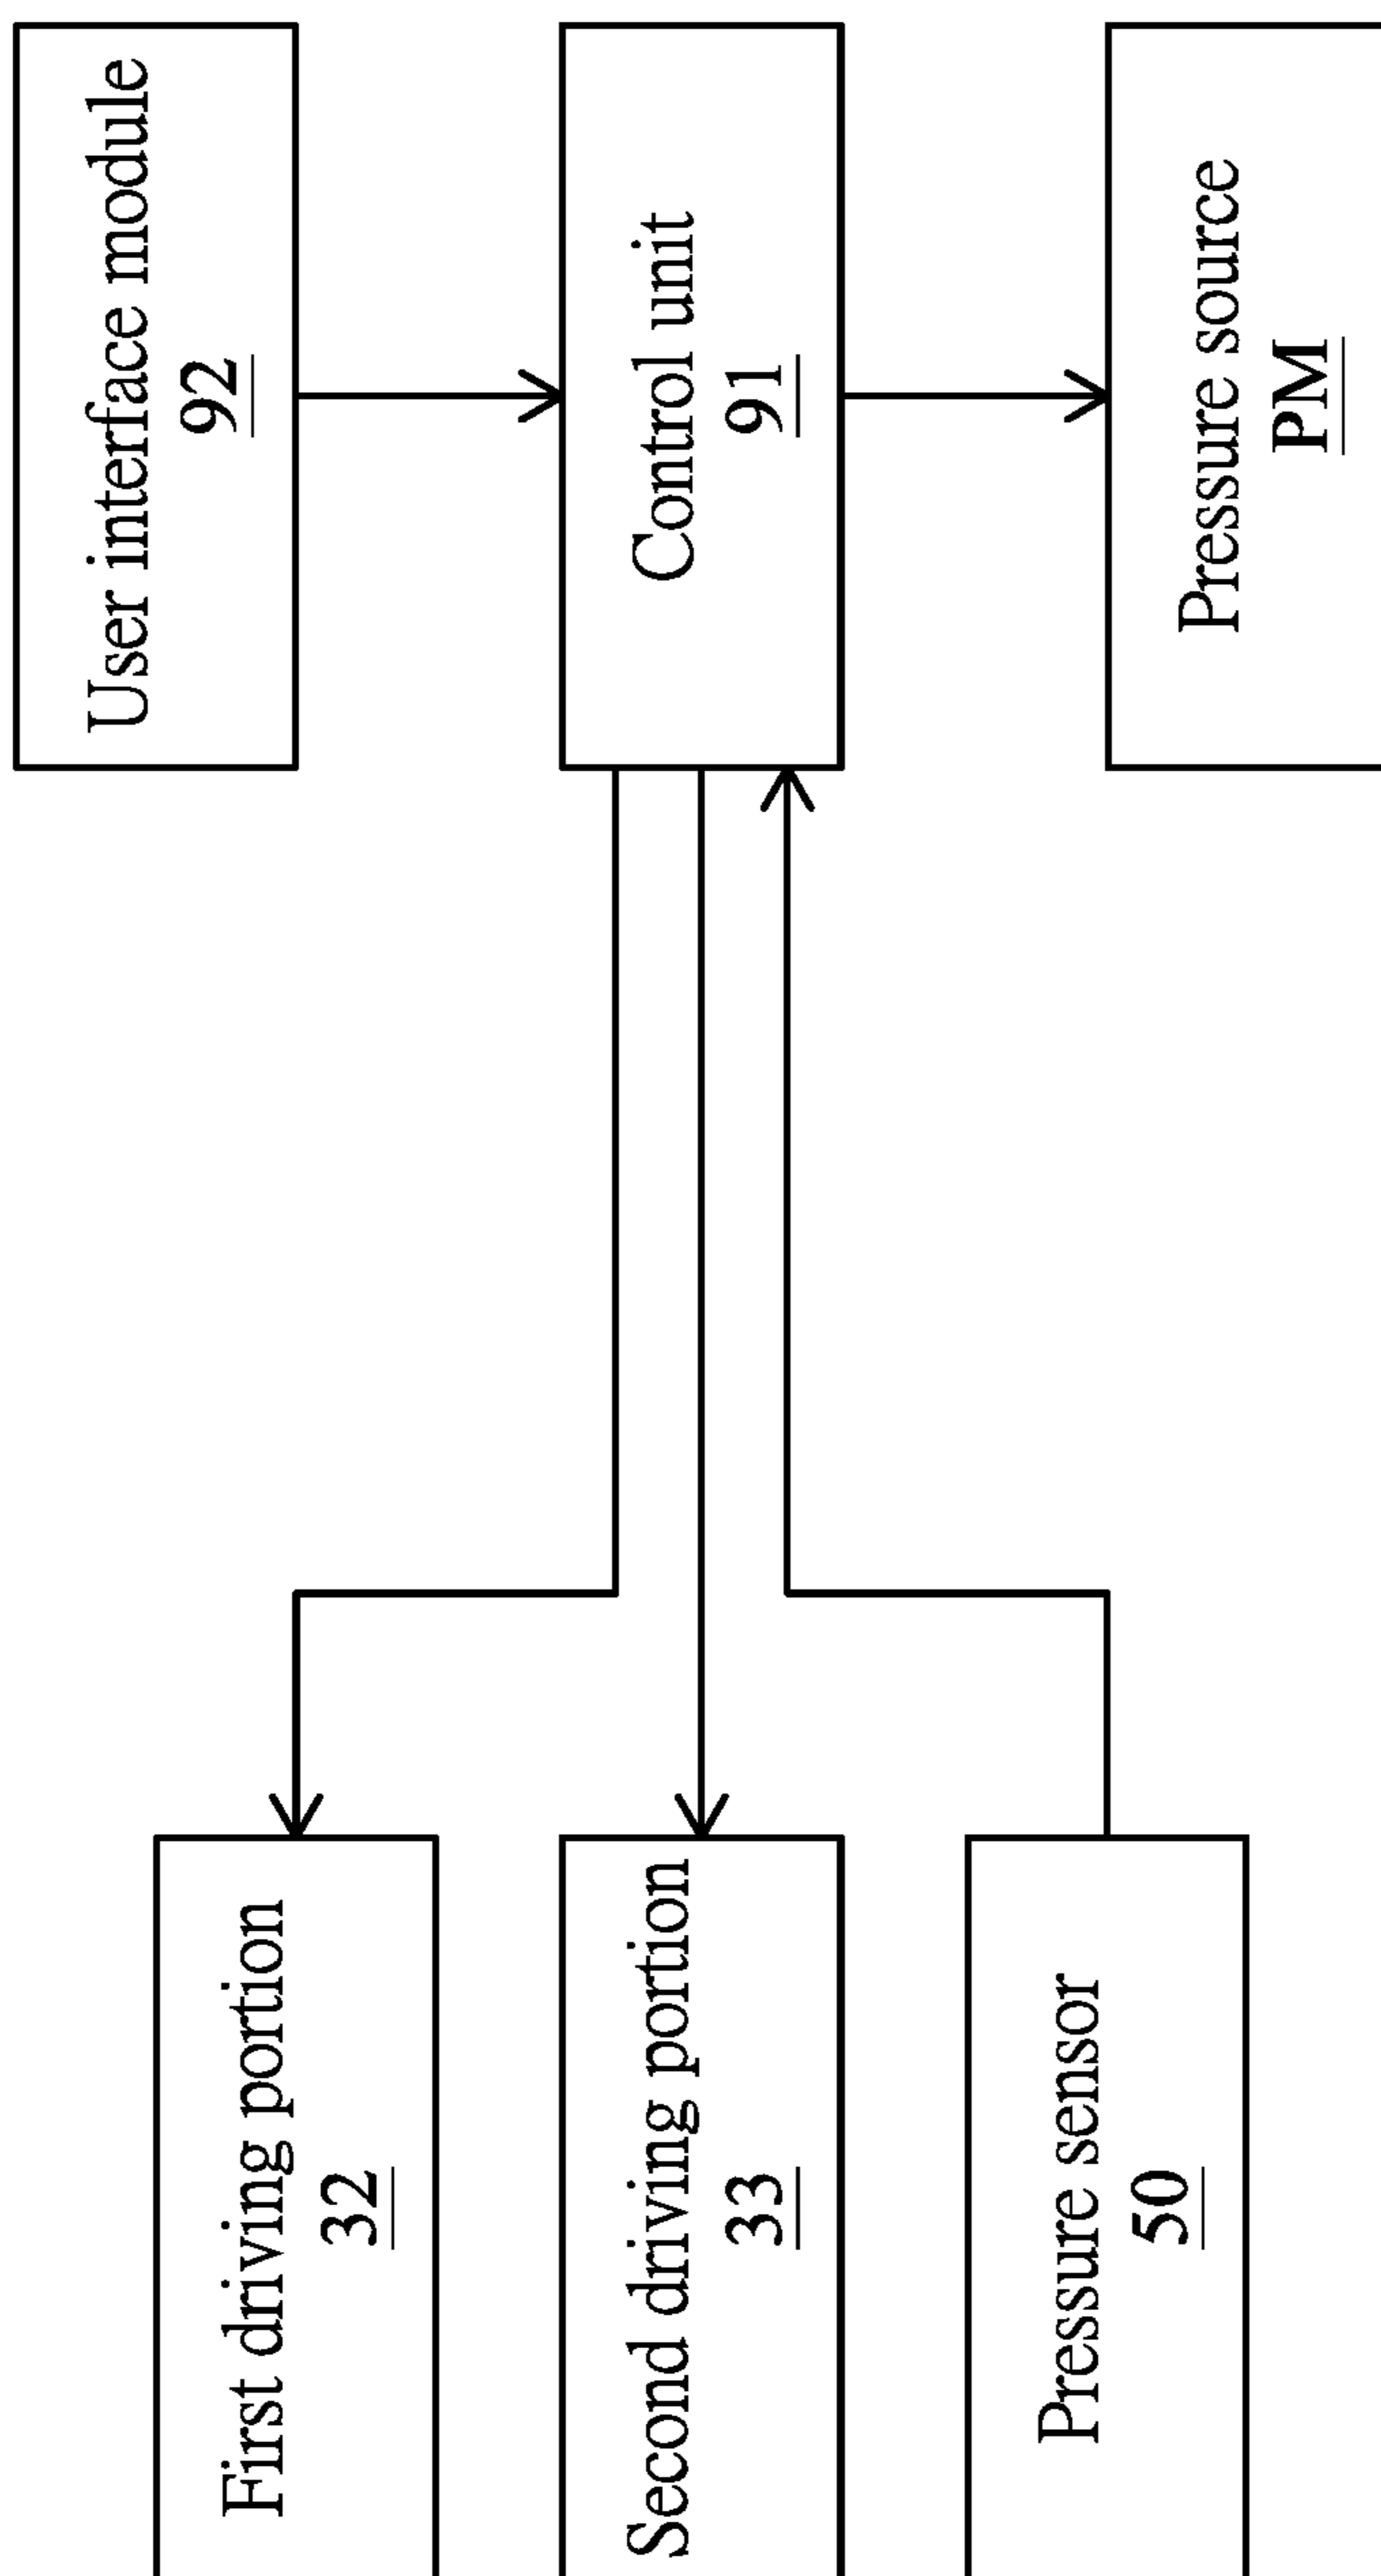 User interface module
92
Control unit
91
Pressure source
PM
First driving portion
32
Second driving portion
33
Pressure sensor
50